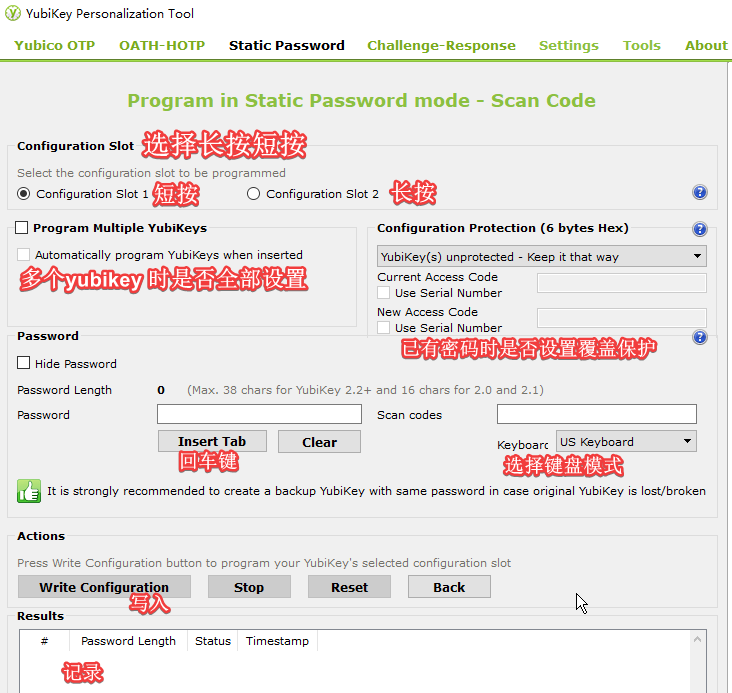 YubiKey Personalization Tool
Yubico OTP OATH-HOTP Static Password Challenge-Response Settings Tools About
Program in Static Password mode - Scan Code
Configuration Slot 选择长按短按
Select the configuration slot to be programmed
Configuration Slot 1 短按 Configuration Slot 2 长按
Program Multiple YubiKeys
Automatically program YubiKeys when inserted
多个yubikey 时是否全部设置
Configuration Protection (6 bytes Hex)
YubiKey(s) unprotected - Keep it that way
Current Access Code
Use Serial Number
New Access Code
Use Serial Number
已有密码时是否设置覆盖保护
Password
Hide Password
Password Length 0 (Max. 38 chars for YubiKey 2.2+ and 16 chars for 2.0 and 2.1)
Password Scan codes
Insert Tab Clear Keyboard US Keyboard
回车键 选择键盘模式
It is strongly recommended to create a backup YubiKey with same password in case original YubiKey is lost/broken
Actions
Press Write Configuration button to program your YubiKey's selected configuration slot
Write Configuration Stop Reset Back
写入
Results
# Password Length Status Timestamp
记录